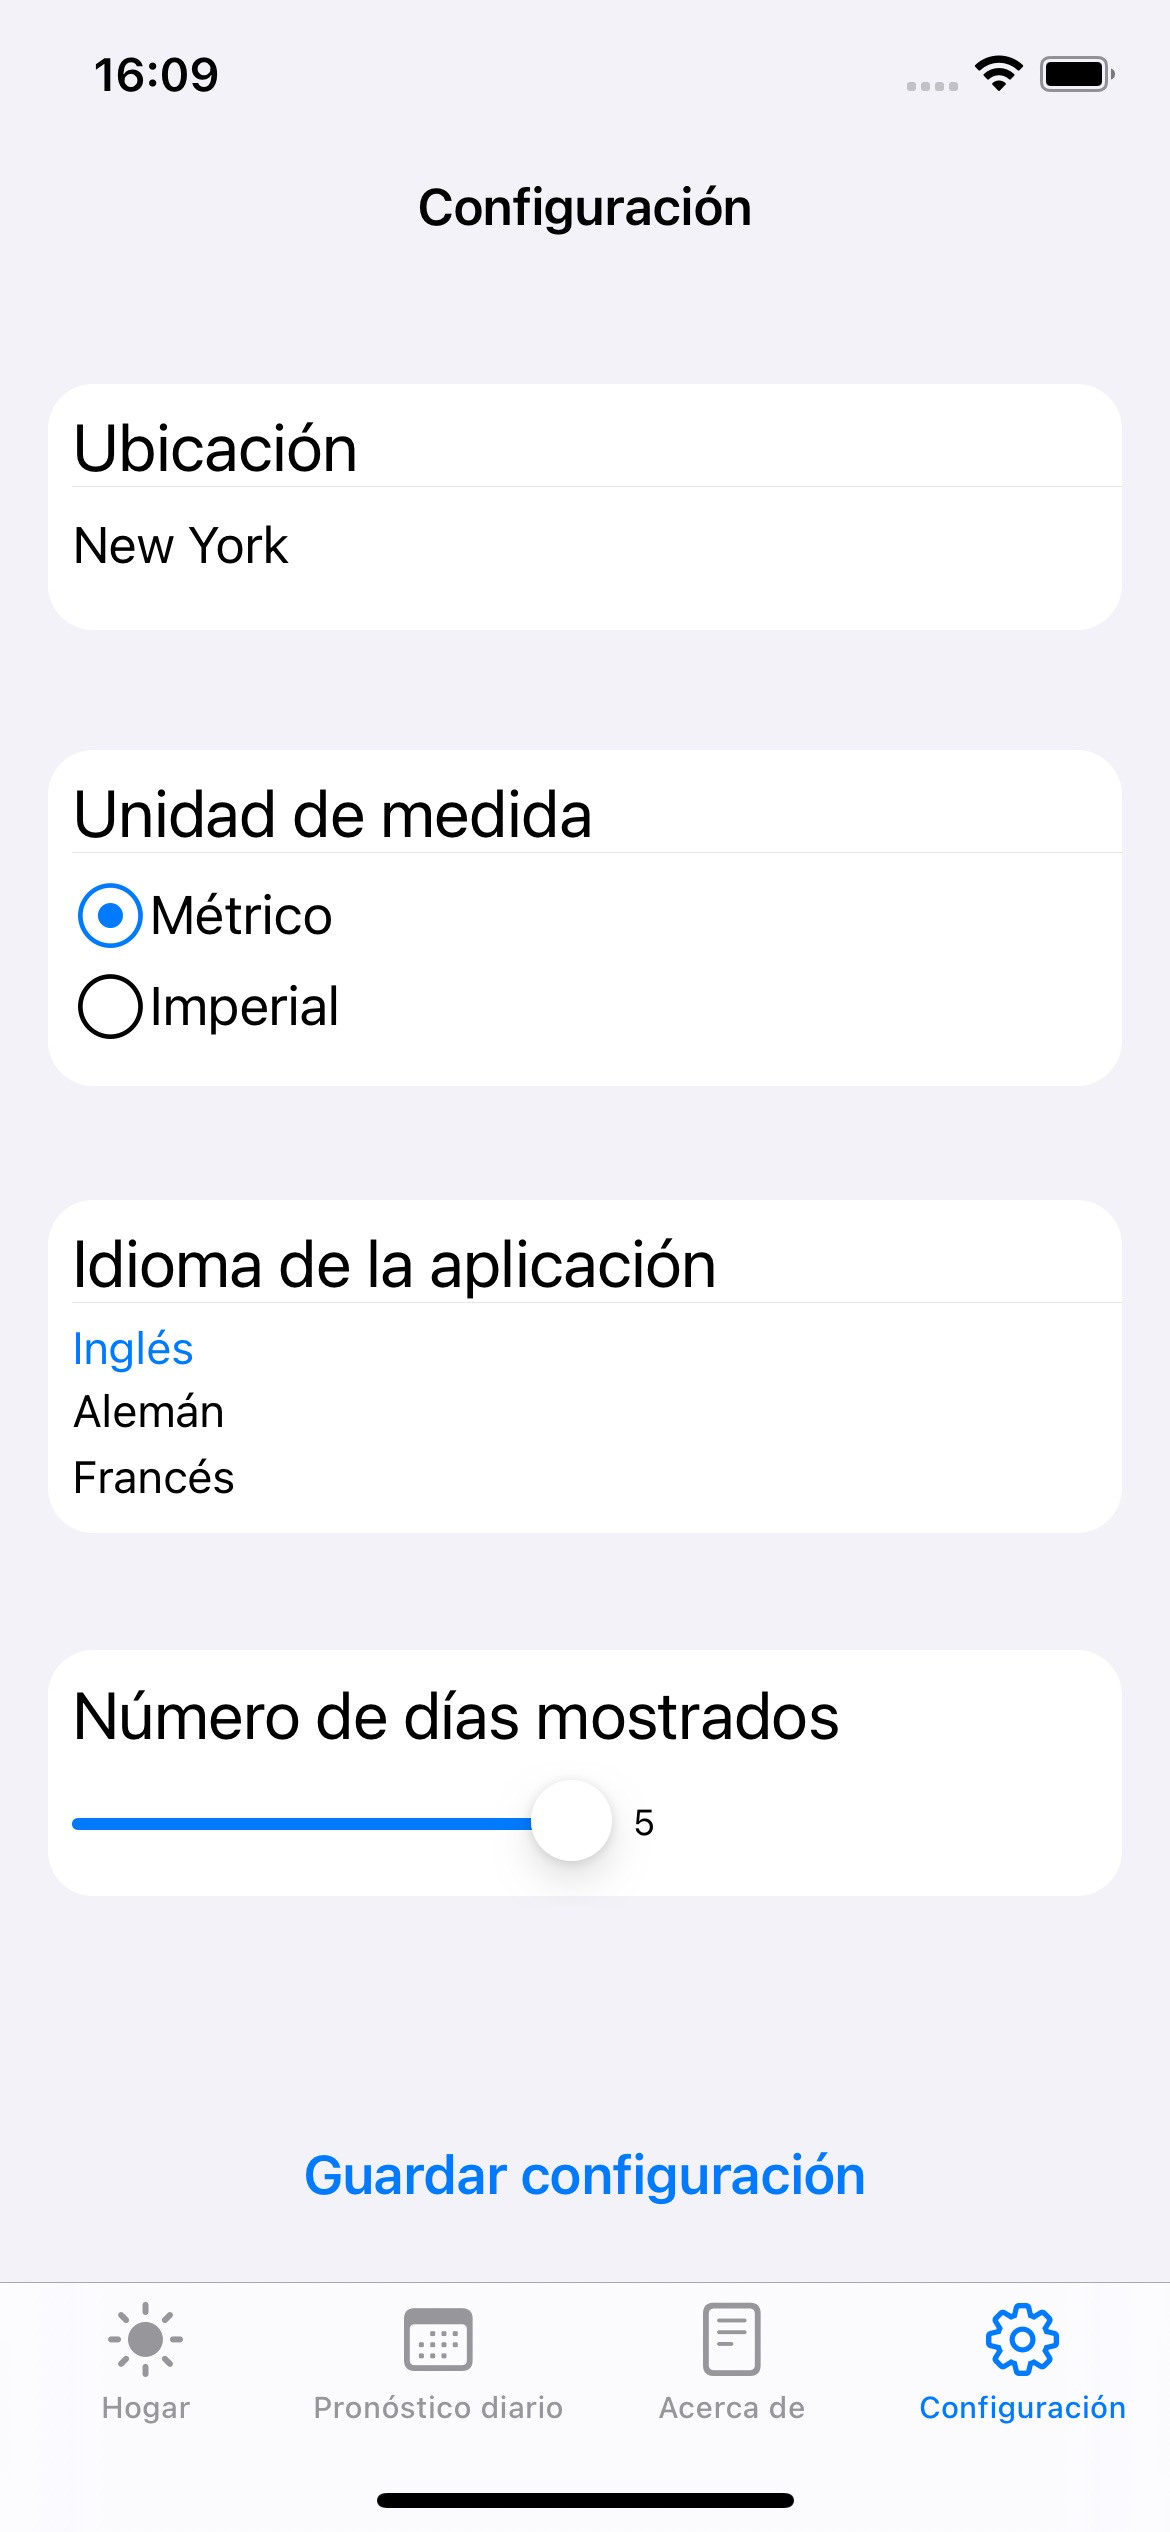 16:09
Configuración
Ubicación
New York
Unidad de medida
Métrico
Imperial
Idioma de la aplicación
Inglés
Alemán
Francés
Número de días mostrados
5
Guardar configuración
Hogar
Pronóstico diario
Acerca de
Configuración